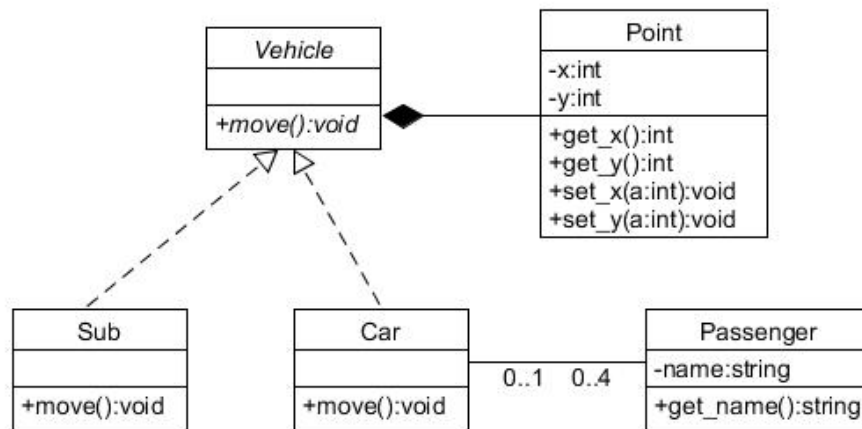 Vehicle
+move():void
Point
-x:int
-y:int
+get_x():int
+get_y():int
+set_x(a:int):void
+set_y(a:int):void
Sub
+move():void
Car
+move():void
0..1
0..4
Passenger
-name:string
+get_name():string